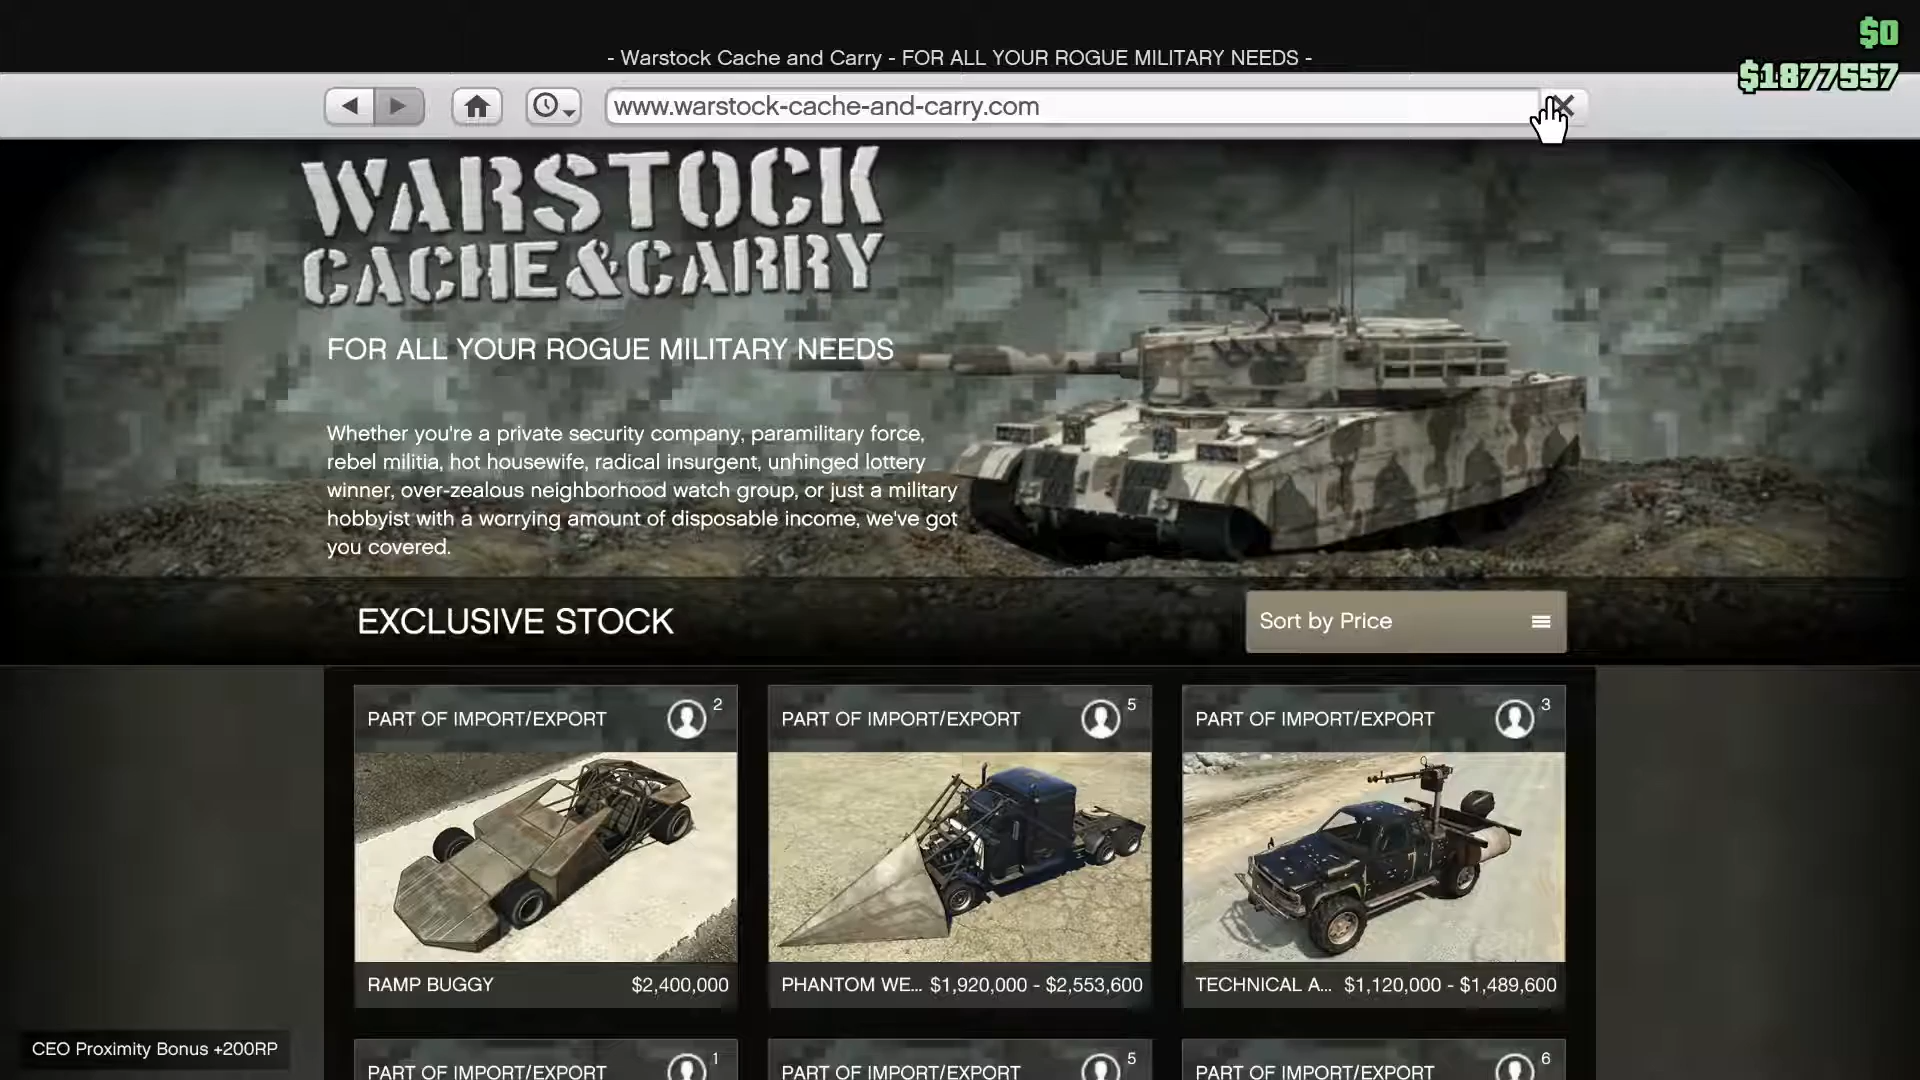 $0
- Warstock Cache and Carry - FOR ALL YOUR ROGUE MILITARY NEEDS -
$1877557
www.warstock-cache-and-carry.com
WARSTOCK
CACHE&CARRY
FOR ALL YOUR ROGUE MILITARY NEEDS
Whether you're a private security company, paramilitary force,
rebel militia, hot housewife, radical insurgent, unhinged lottery
winner, over-zealous neighborhood watch group, or just a military
hobbyist with a worrying amount of disposable income, we've got
you covered.
EXCLUSIVE STOCK
Sort by Price
PART OF IMPORT/EXPORT 2
PART OF IMPORT/EXPORT 5
PART OF IMPORT/EXPORT 3
RAMP BUGGY $2,400,000
PHANTOM WE... $1,920,000 - $2,553,600
TECHNICAL A... $1,120,000 - $1,489,600
CEO Proximity Bonus +200RP
PART OF IMPORT/EXPORT 1
PART OF IMPORT/EXPORT 5
PART OF IMPORT/EXPORT 6